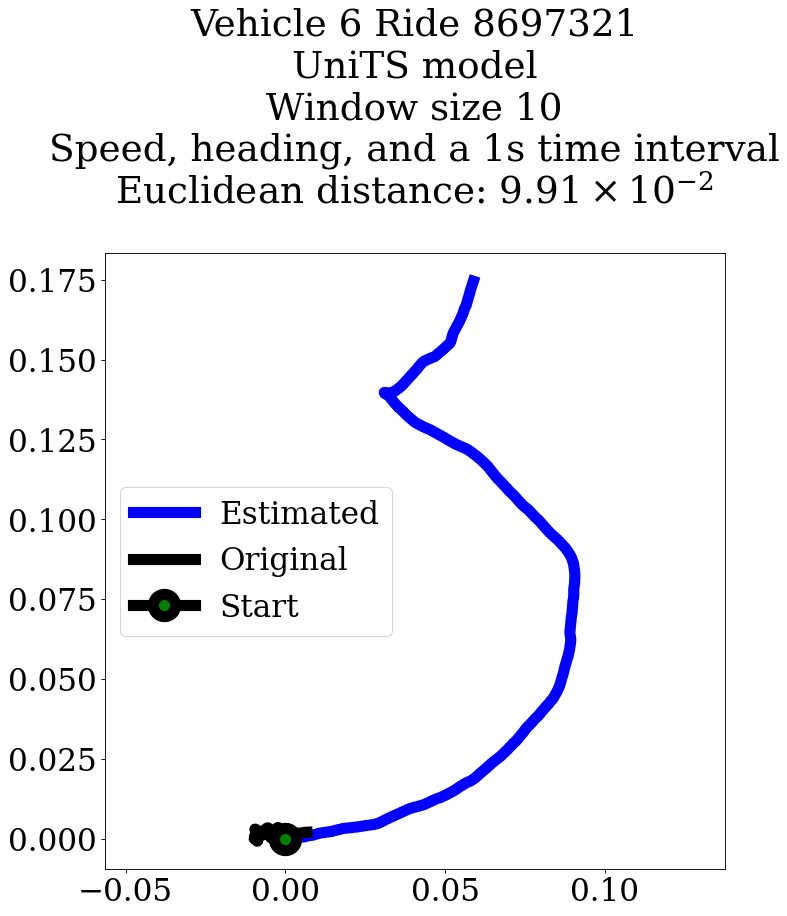 Vehicle 6 Ride 8697321
UniTS model
Window size 10
Speed, heading, and a 1s time interval
Euclidean distance: 9.91 × 10⁻²
0.175
0.150
0.125
0.100
0.075
0.050
0.025
0.000
Estimated
Original
Start
−0.05 0.00 0.05 0.10